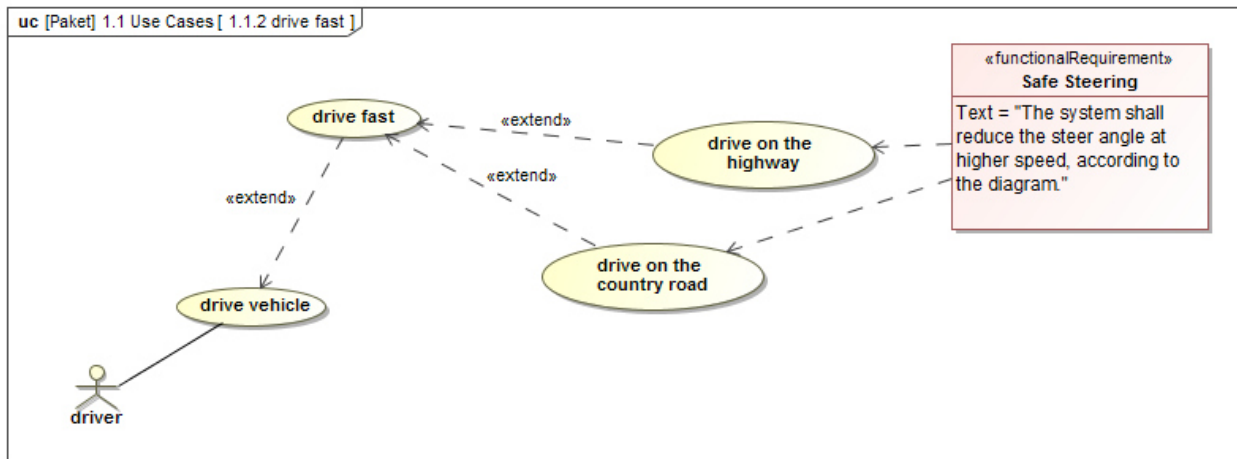 uc [Paket] 1.1 Use Cases [ 1.1.2 drive fast ]
«functionalRequirement»
Safe Steering
Text = "The system shall
reduce the steer angle at
higher speed, according to
the diagram."
drive fast
«extend»
drive on the
highway
«extend»
«extend»
drive on the
country road
drive vehicle
driver